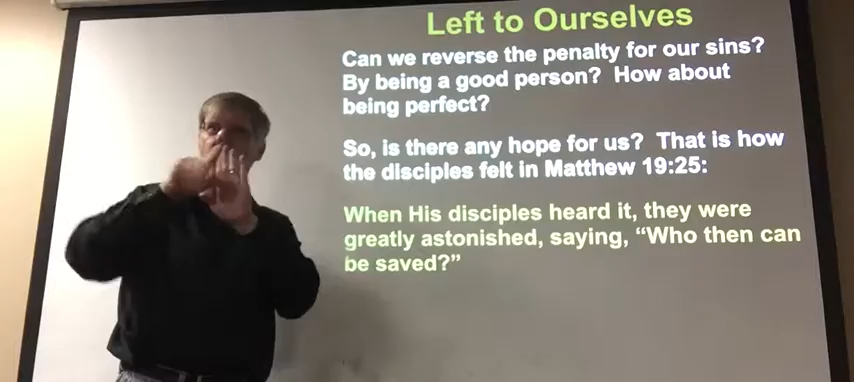 Left to Ourselves
Can we reverse the penalty for our sins?
By being a good person? How about
being perfect?
So, is there any hope for us? That is how
the disciples felt in Matthew 19:25:
When His disciples heard it, they were
greatly astonished, saying, “Who then can
be saved?”